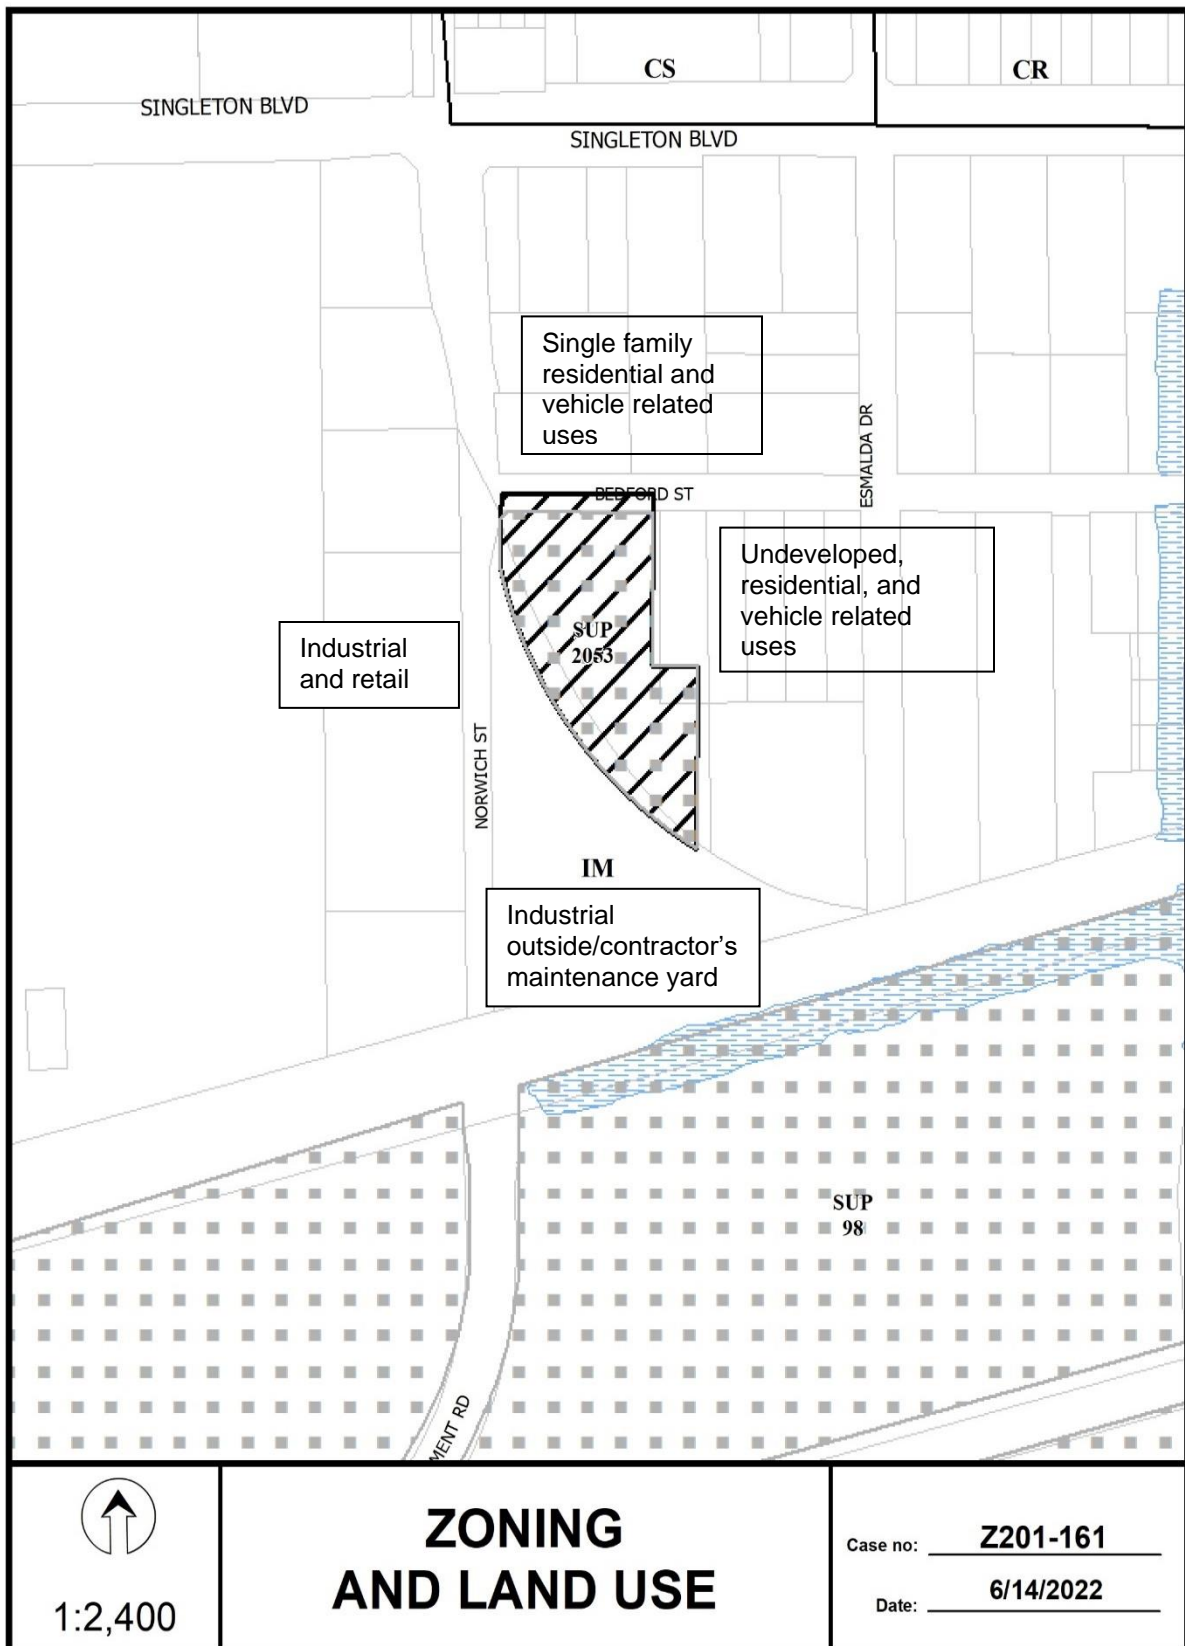 CS
CR
SINGLETON BLVD
SINGLETON BLVD
Single family
residential and
vehicle related
uses
ESMALDA DR
BEDFORD ST
Undeveloped,
residential, and
vehicle related
uses
SUP
2053
Industrial
and retail
NORWICH ST
IM
Industrial
outside/contractor’s
maintenance yard
SUP
98
MENT RD
1:2,400
ZONING
AND LAND USE
Case no: Z201-161
Date: 6/14/2022